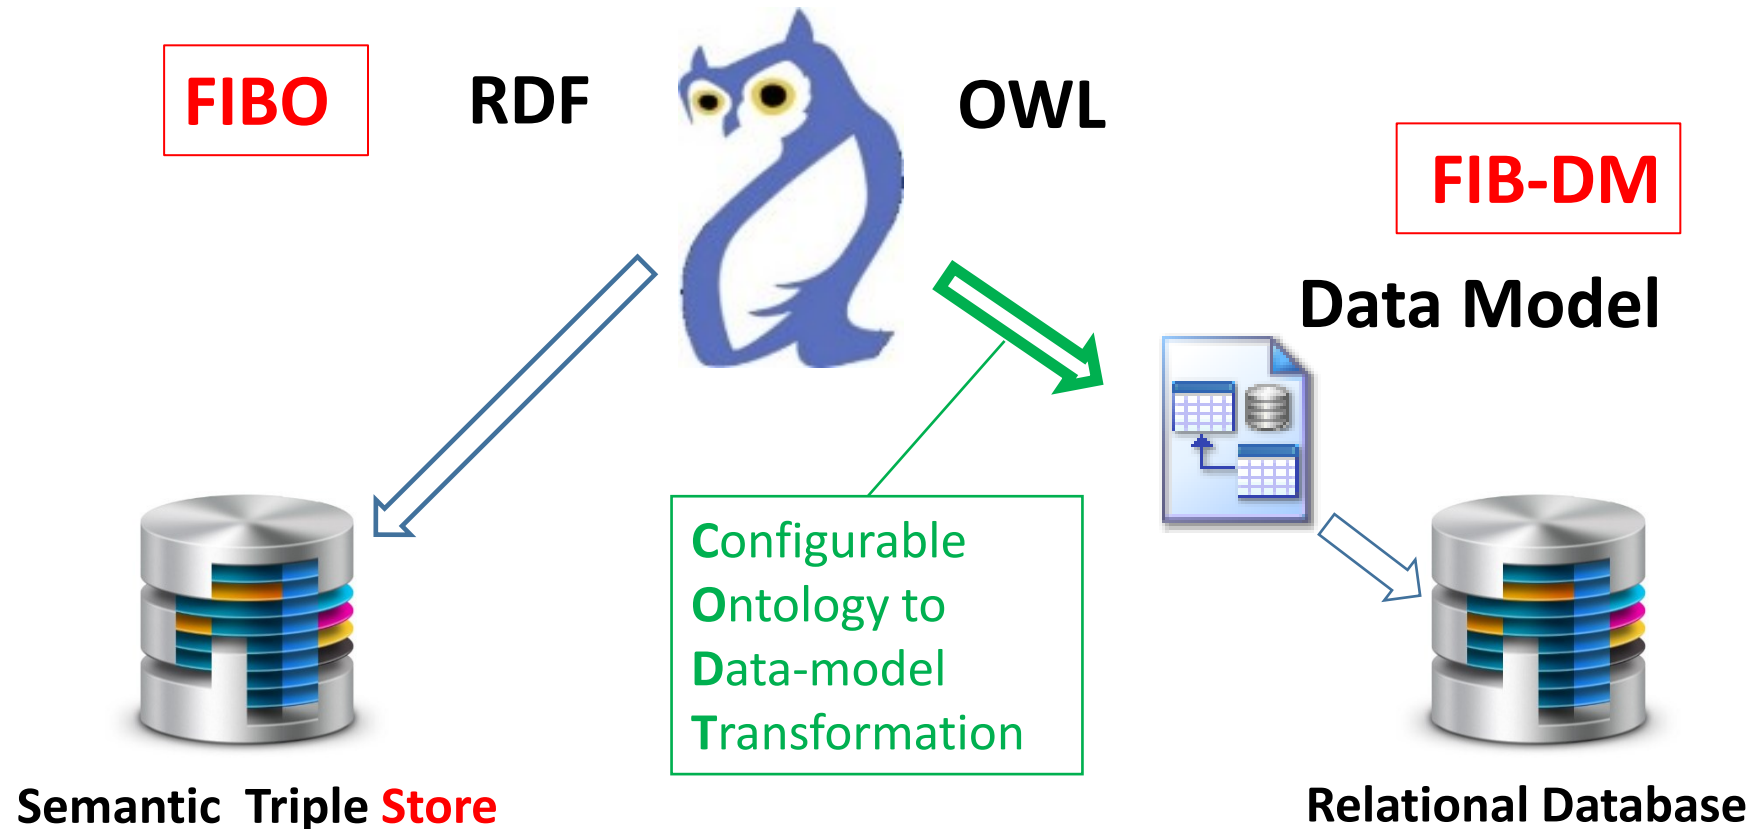 FIBO
RDF
OWL
FIB-DM
Data Model
Configurable
Ontology to
Data-model
Transformation
Semantic Triple Store
Relational Database